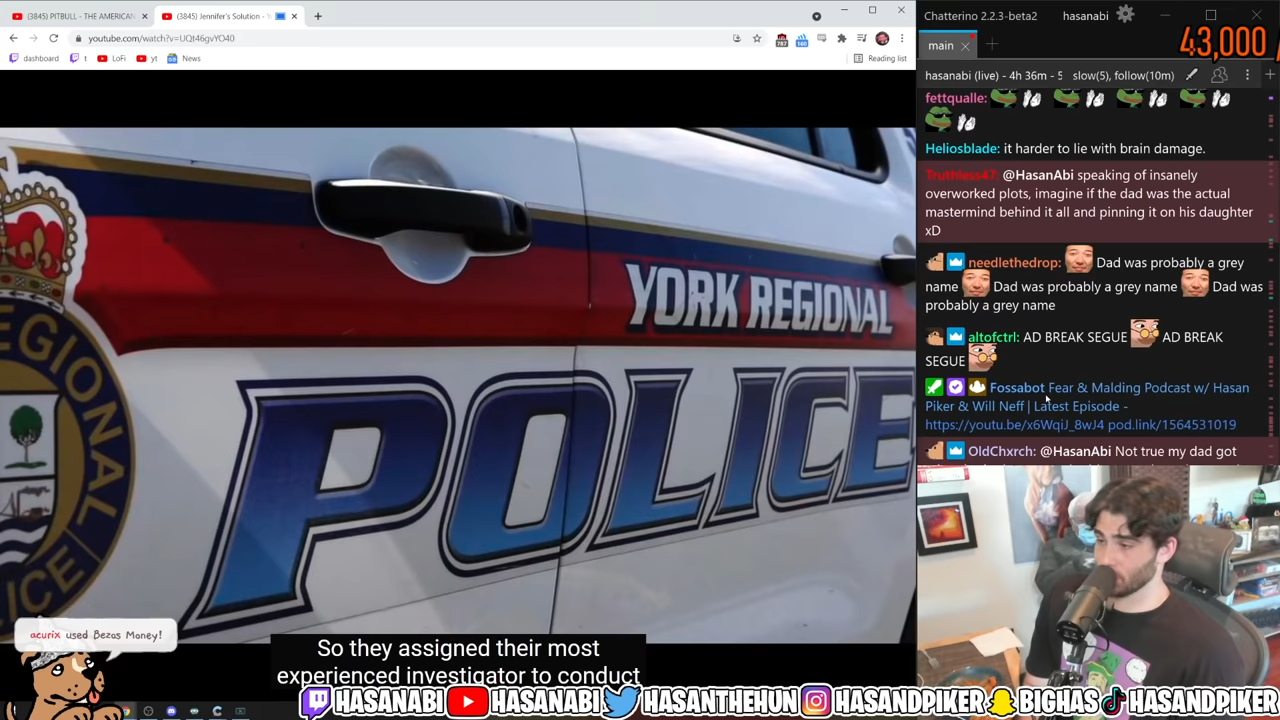 (3845) PITBULL - THE AMERICAN
(3845) Jennifer's Solution - Y
youtube.com/watch?v=UQt46gvYO40
787
160
dashboard
t
LoFi
yt
News
Reading list
YORK REGIONAL
POLICE
REGIONAL
ICE
acurix used Bezos Money!
So they assigned their most
experienced investigator to conduct
Chatterino 2.2.3-beta2
hasanabi
43,000 /
main
hasanabi (live) - 4h 36m - 5
slow(5), follow(10m)
fettqualle:
Heliosblade: it harder to lie with brain damage.
Truthless47: @HasanAbi speaking of insanely
overworked plots, imagine if the dad was the actual
mastermind behind it all and pinning it on his daughter
xD
needlethedrop: Dad was probably a grey
name Dad was probably a grey name Dad was
probably a grey name
altofctrl: AD BREAK SEGUE AD BREAK
SEGUE
Fossabot Fear & Malding Podcast w/ Hasan
Piker & Will Neff | Latest Episode -
https://youtu.be/x6WqiJ_8wJ4 pod.link/1564531019
OldChxrch: @HasanAbi Not true my dad got
HASANABI HASANABI HASANTHEHUN HASANDPIKER BIGHAS HASANDPIKER